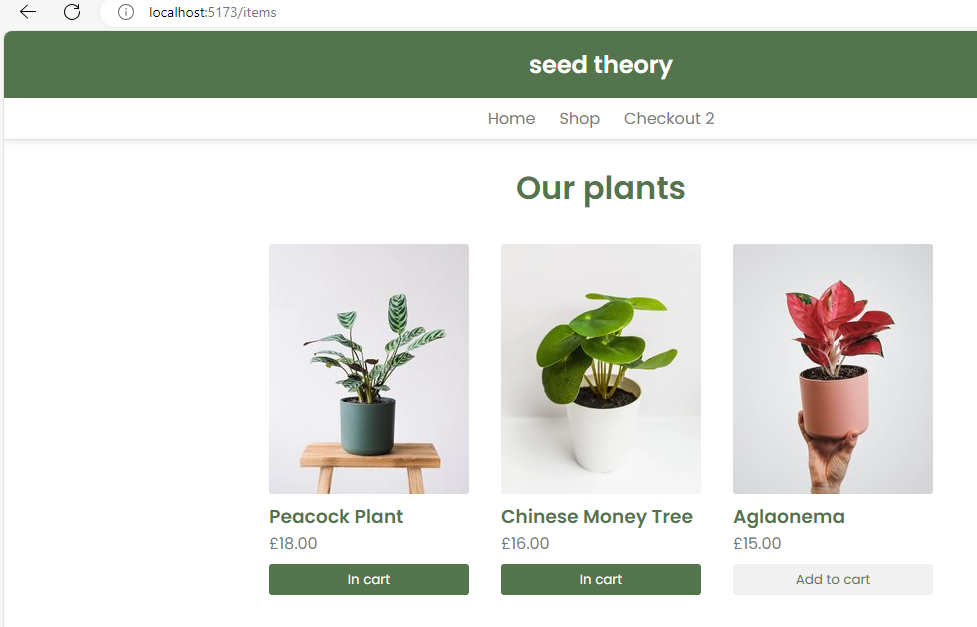 localhost:5173/items
seed theory
Home Shop Checkout 2
Our plants
Peacock Plant
£18.00
In cart
Chinese Money Tree
£16.00
In cart
Aglaonema
£15.00
Add to cart